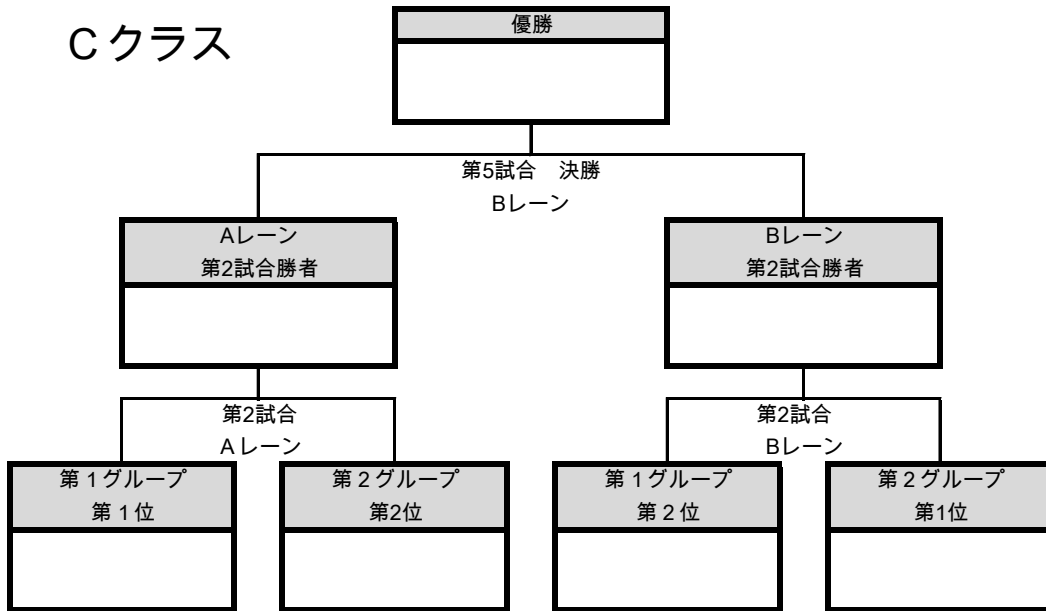 Cクラス
優勝
第5試合　決勝
Bレーン
Aレーン
第2試合勝者
Bレーン
第2試合勝者
第2試合
Aレーン
第2試合
Bレーン
第１グループ
第１位
第２グループ
第2位
第１グループ
第２位
第２グループ
第1位